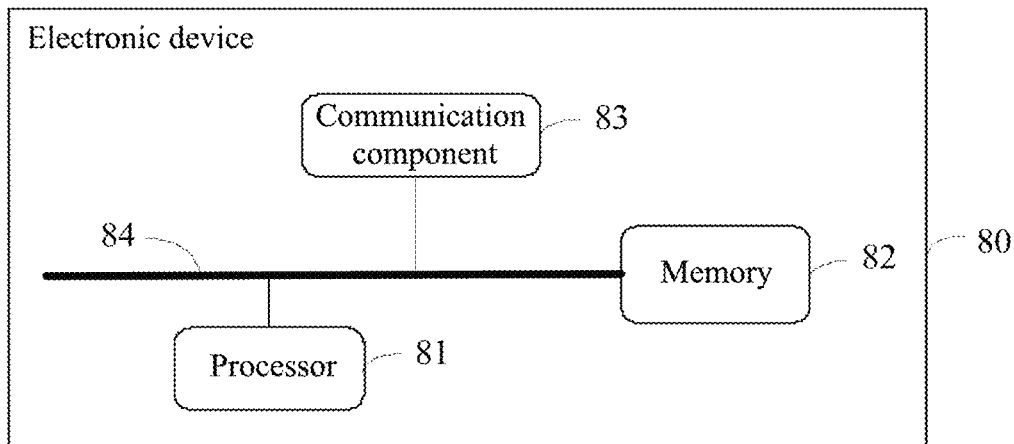 Electronic device
Communication
component
83
84
80
Memory
82
Processor
81